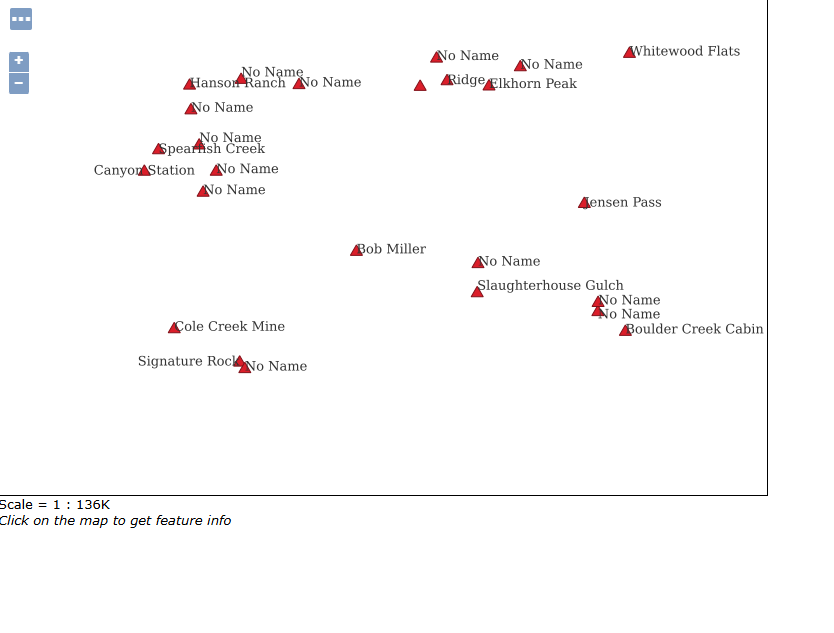 No Name
Whitewood Flats
No Name
No Name
Hanson Ranch
No Name
Ridge
Elkhorn Peak
No Name
No Name
Spearfish Creek
Canyon Station
No Name
No Name
Jensen Pass
Bob Miller
No Name
Slaughterhouse Gulch
No Name
No Name
Cole Creek Mine
Boulder Creek Cabin
Signature Rock
No Name
Scale = 1 : 136K
Click on the map to get feature info